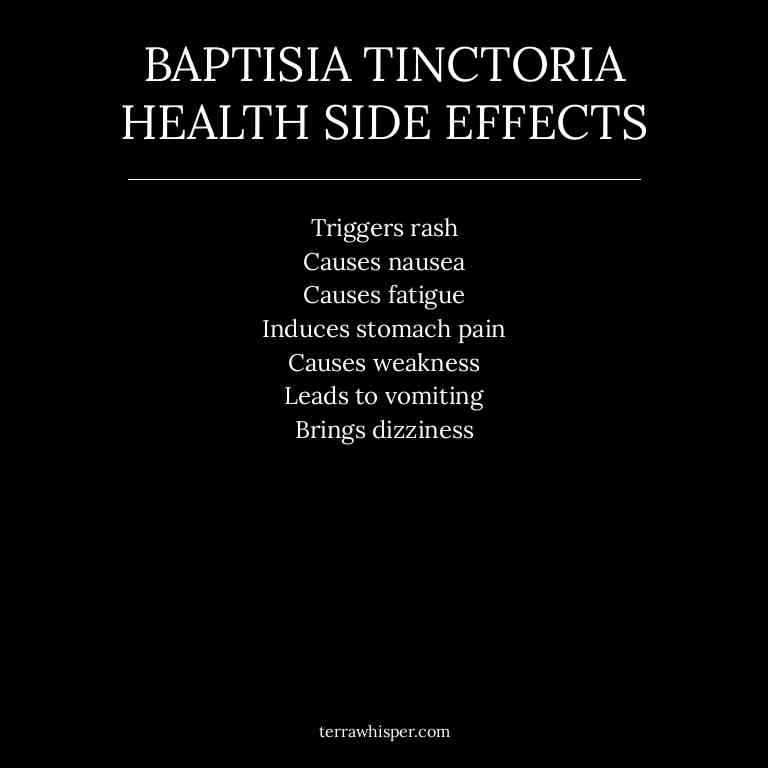 BAPTISIA TINCTORIA
HEALTH SIDE EFFECTS
Triggers rash
Causes nausea
Causes fatigue
Induces stomach pain
Causes weakness
Leads to vomiting
Brings dizziness
terrawhisper.com